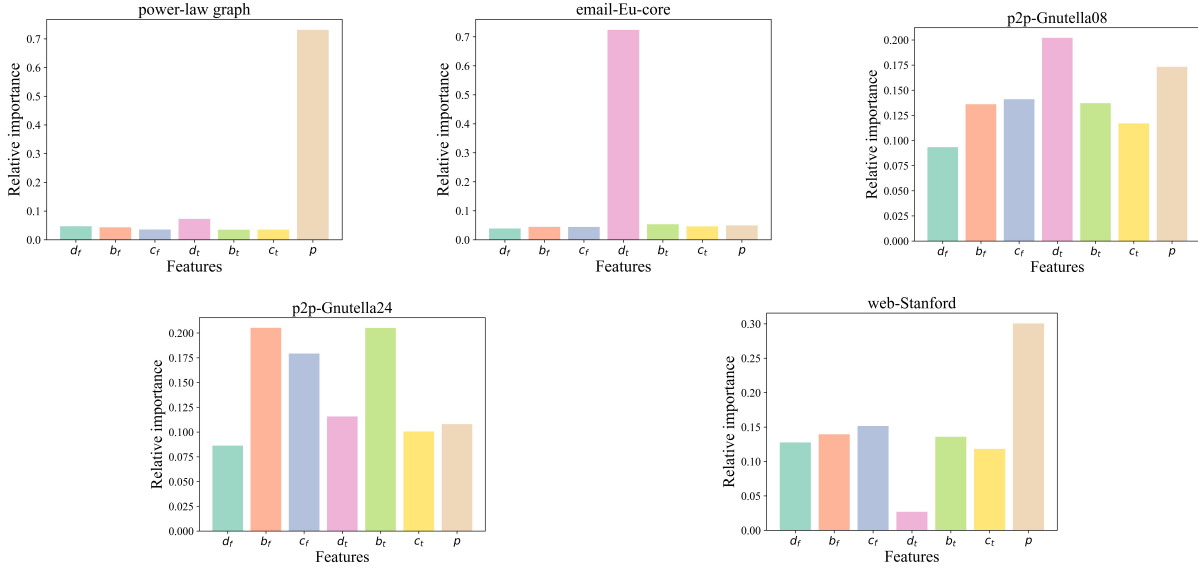 power-law graph
Relative importance
0.7
0.6
0.5
0.4
0.3
0.2
0.1
0.0
d_f b_f c_f d_t b_t c_t p
Features
email-Eu-core
Relative importance
0.7
0.6
0.5
0.4
0.3
0.2
0.1
0.0
d_f b_f c_f d_t b_t c_t p
Features
p2p-Gnutella08
Relative importance
0.200
0.175
0.150
0.125
0.100
0.075
0.050
0.025
0.000
d_f b_f c_f d_t b_t c_t p
Features
p2p-Gnutella24
Relative importance
0.200
0.175
0.150
0.125
0.100
0.075
0.050
0.025
0.000
d_f b_f c_f d_t b_t c_t p
Features
web-Stanford
Relative importance
0.30
0.25
0.20
0.15
0.10
0.05
0.00
d_f b_f c_f d_t b_t c_t p
Features